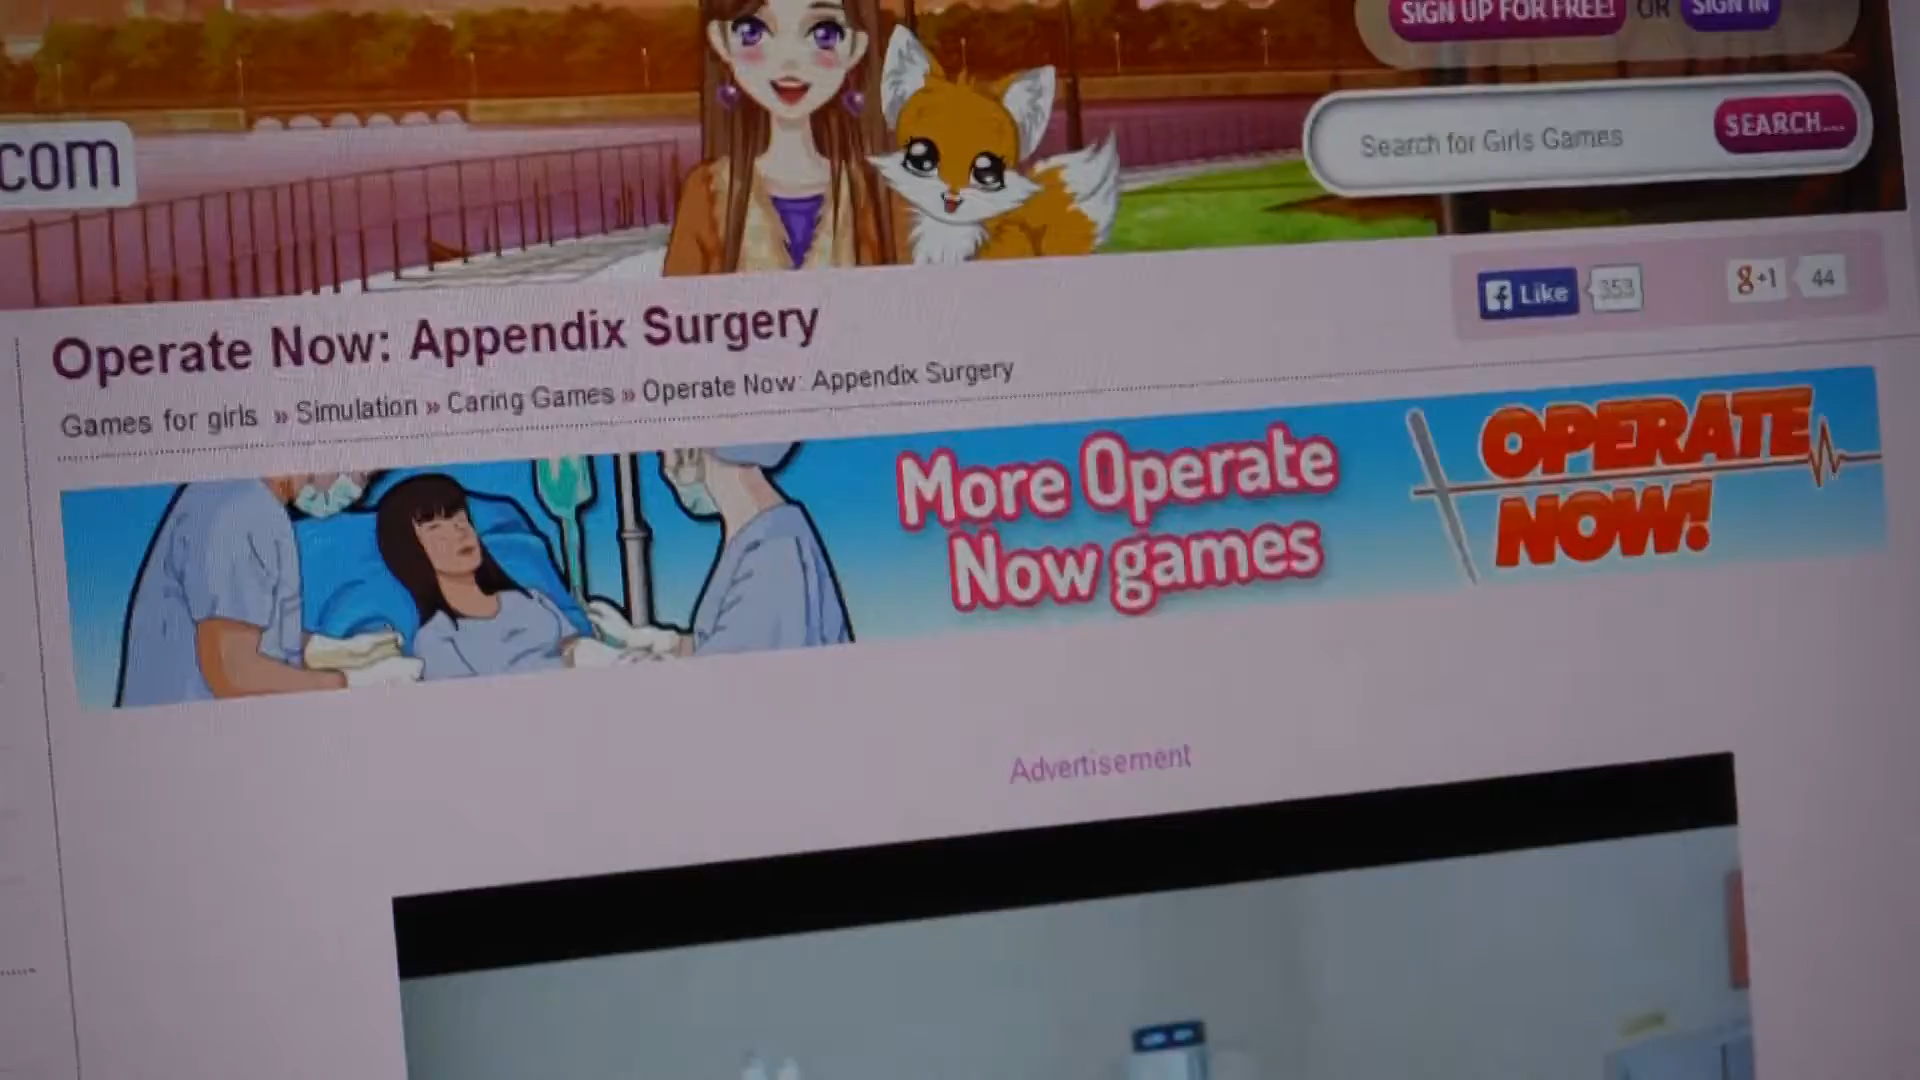 SIGN UP FOR FREE! OR SIGN IN
com
Search for Girls Games SEARCH...
Like 353 g+1 44
Operate Now: Appendix Surgery
Games for girls » Simulation » Caring Games » Operate Now: Appendix Surgery
More Operate
Now games
OPERATE
NOW!
Advertisement